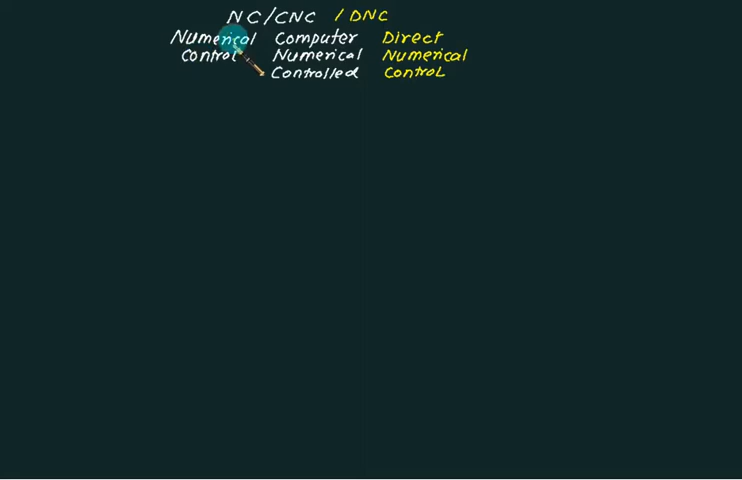 NC/CNC / DNC
Numerical Computer Direct
Control Numerical Numerical
Controlled Control